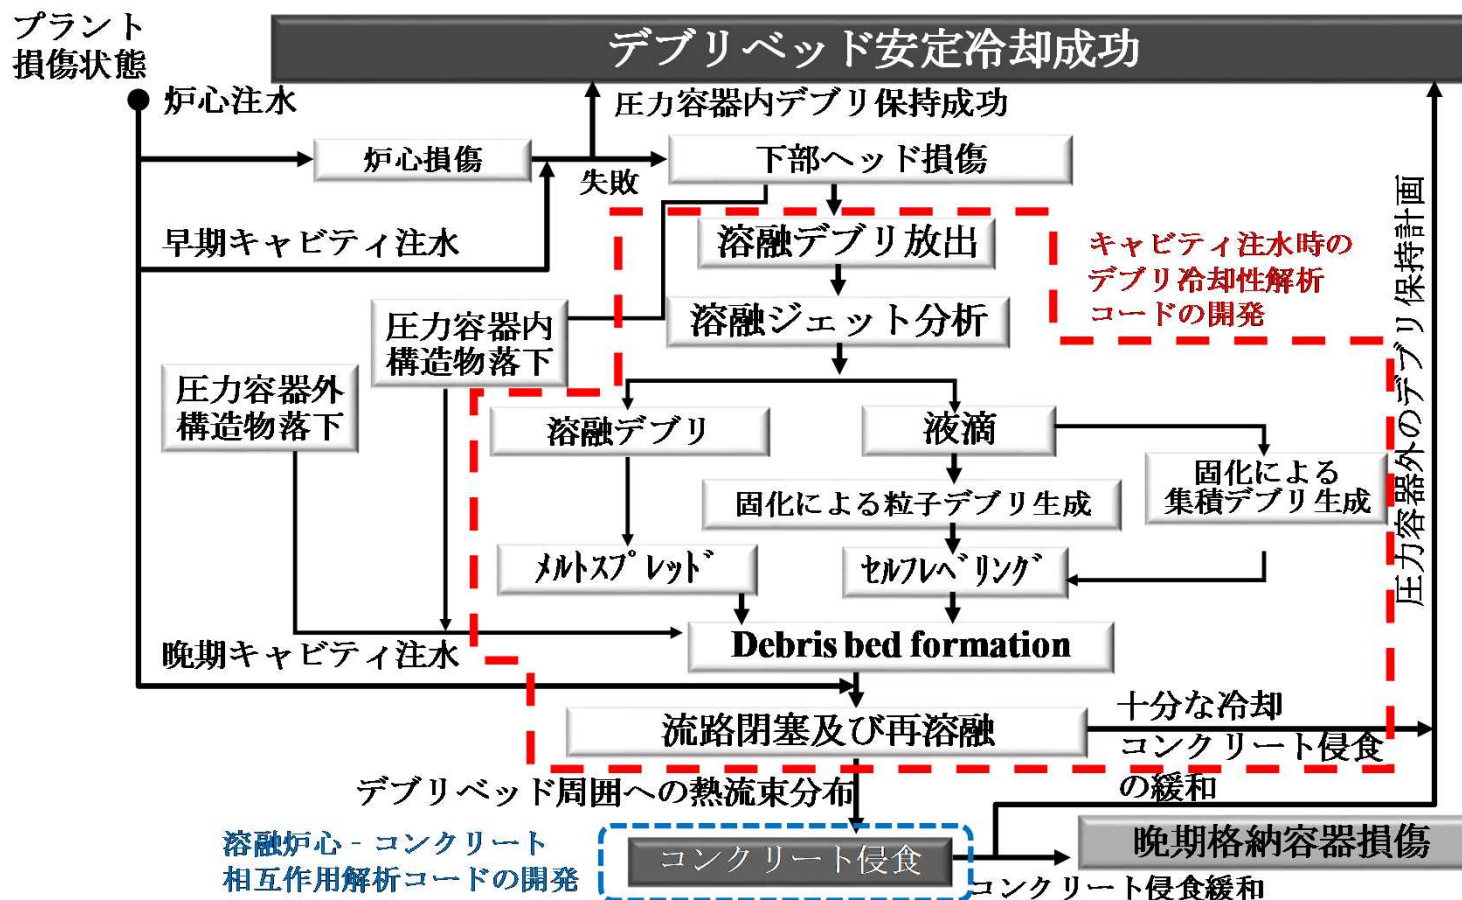 プラント
損傷状態
デブリベッド安定冷却成功
炉心注水
圧力容器内デブリ保持成功
炉心損傷
失敗
下部ヘッド損傷
早期キャビティ注水
溶融デブリ放出
キャビティ注水時の
デブリ冷却性解析
コードの開発
圧力容器外のデブリ保持計画
圧力容器内
構造物落下
溶融ジェット分析
圧力容器外
構造物落下
溶融デブリ
液滴
固化による
集積デブリ生成
固化による粒子デブリ生成
ﾒﾙﾄｽﾌﾟﾚｯﾄﾞ
ｾﾙﾌﾚﾍﾞﾘﾝｸﾞ
晩期キャビティ注水
Debris bed formation
流路閉塞及び再溶融
十分な冷却
コンクリート侵食
の緩和
デブリベッド周囲への熱流束分布
溶融炉心 - コンクリート
相互作用解析コードの開発
コンクリート侵食
晩期格納容器損傷
コンクリート侵食緩和